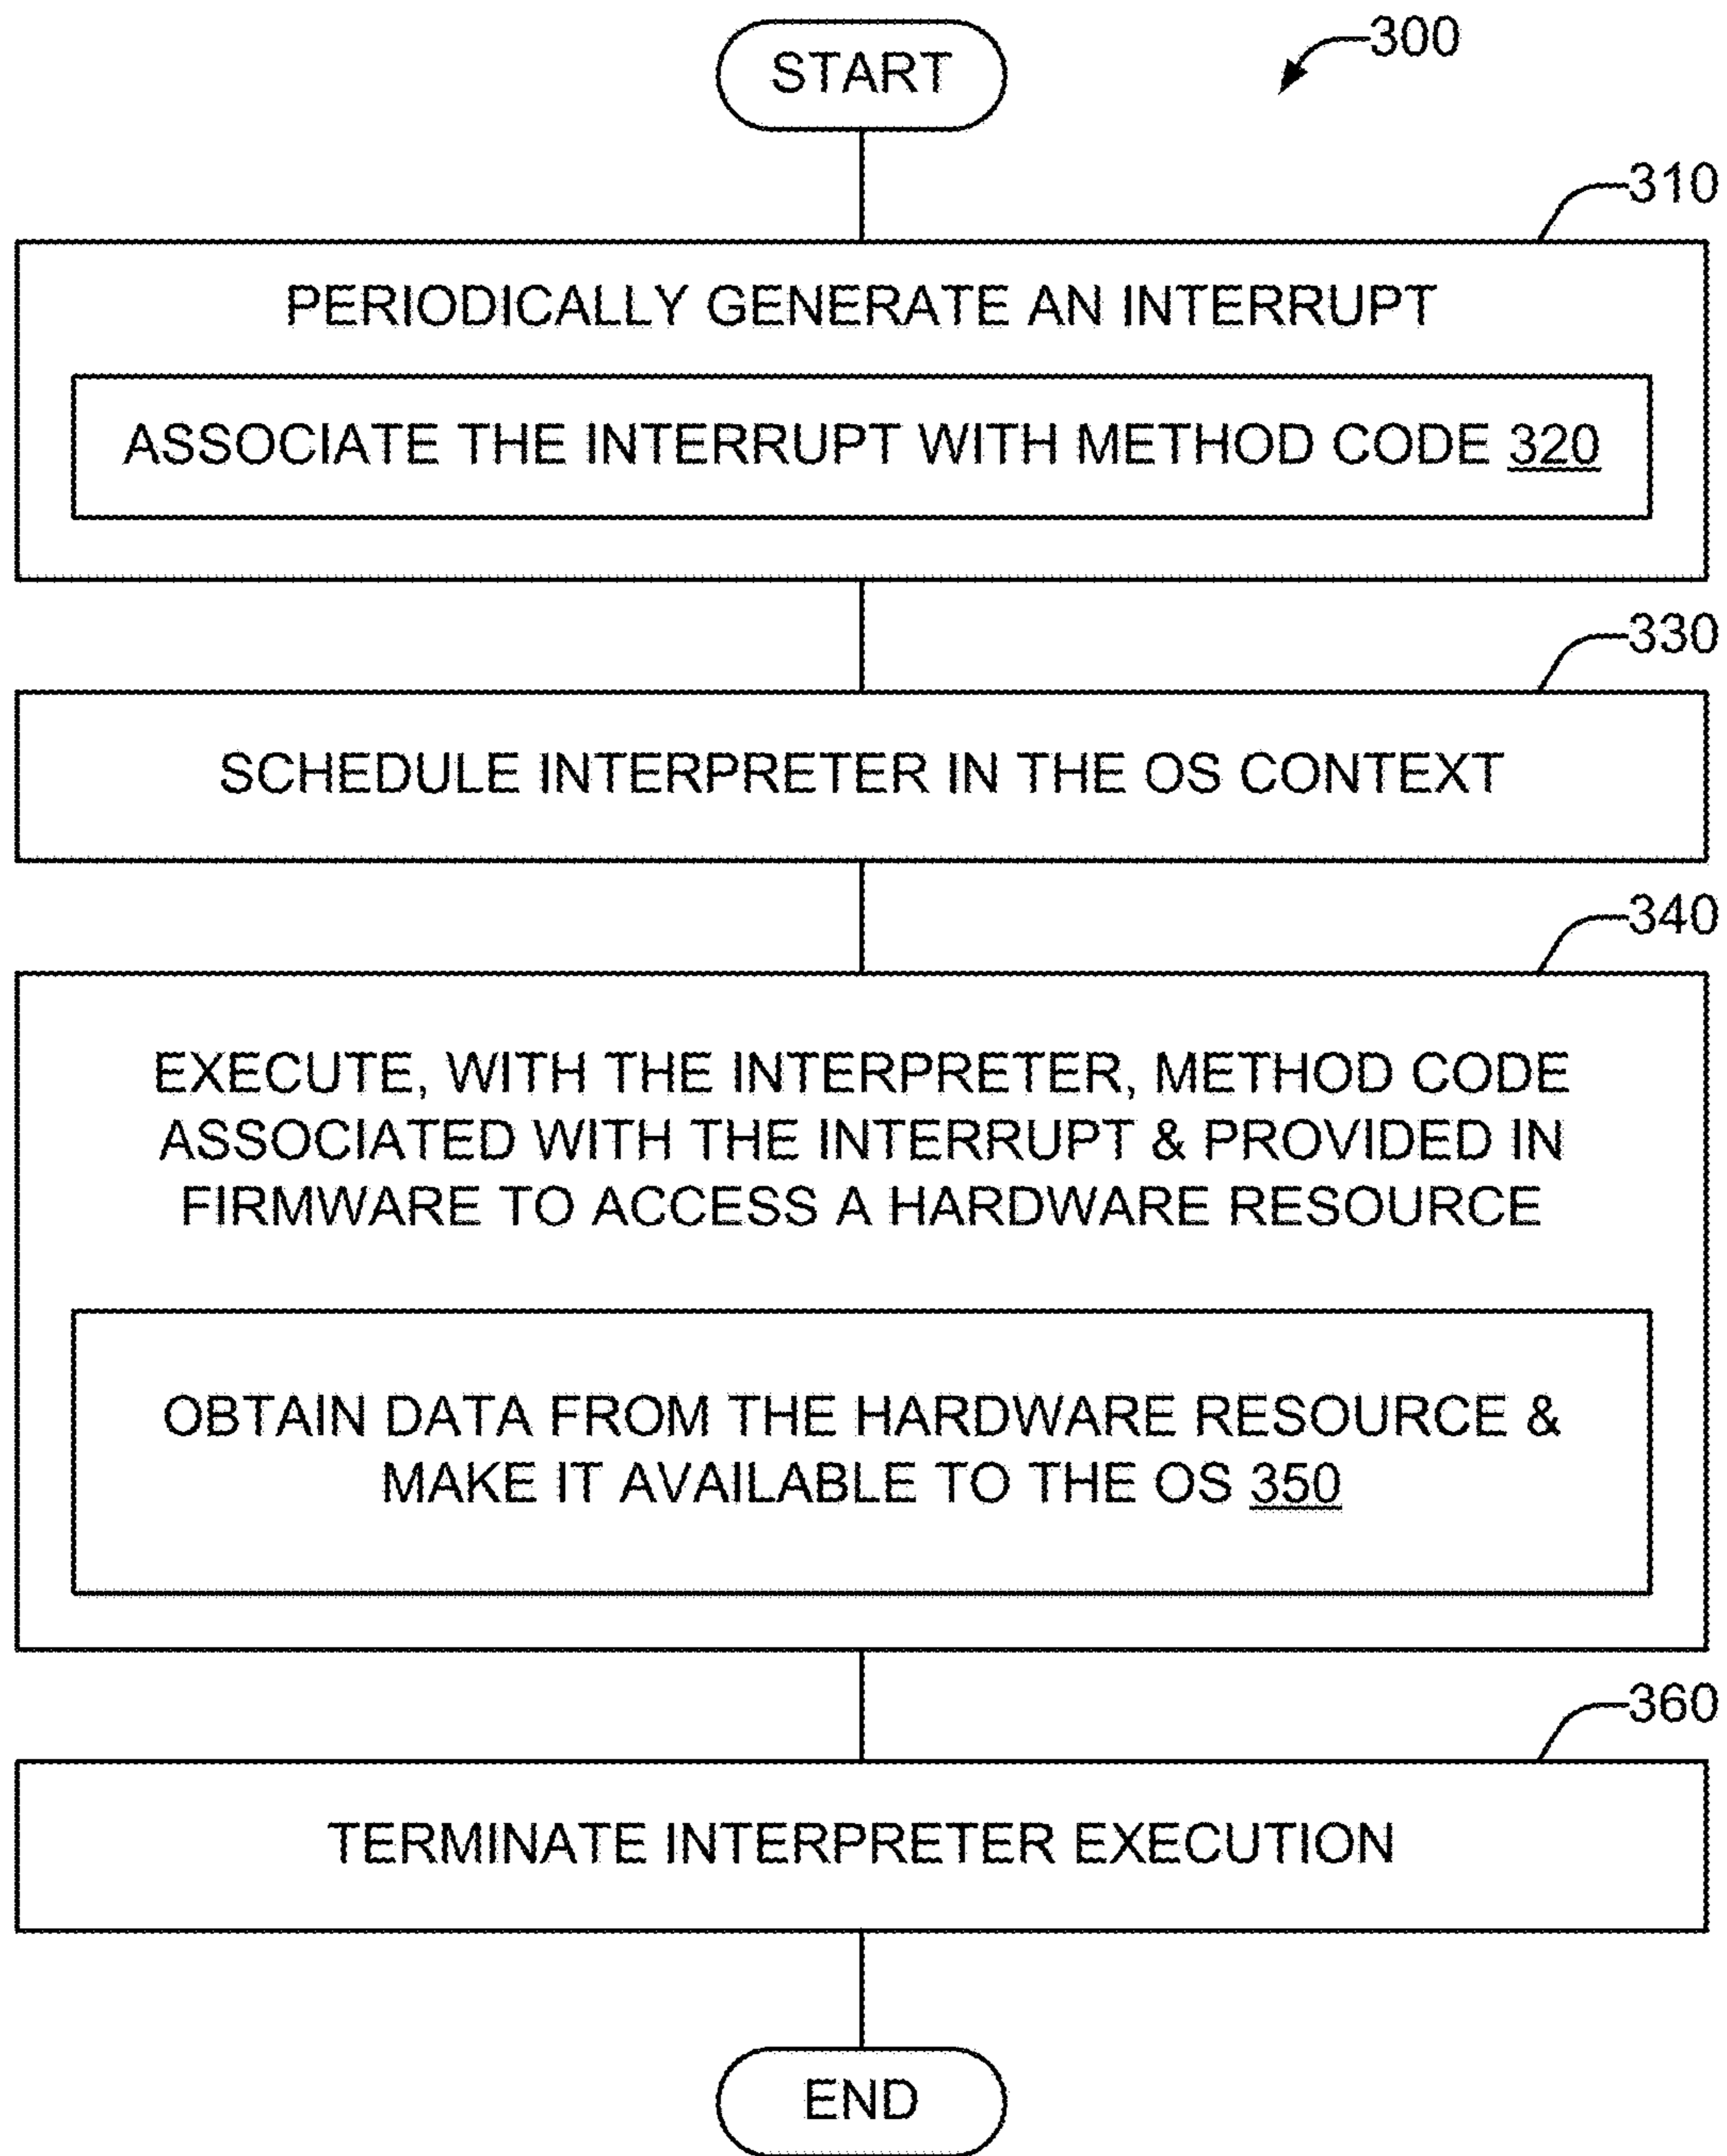 START
300
310
PERIODICALLY GENERATE AN INTERRUPT
ASSOCIATE THE INTERRUPT WITH METHOD CODE 320
330
SCHEDULE INTERPRETER IN THE OS CONTEXT
340
EXECUTE, WITH THE INTERPRETER, METHOD CODE
ASSOCIATED WITH THE INTERRUPT & PROVIDED IN
FIRMWARE TO ACCESS A HARDWARE RESOURCE
OBTAIN DATA FROM THE HARDWARE RESOURCE &
MAKE IT AVAILABLE TO THE OS 350
360
TERMINATE INTERPRETER EXECUTION
END